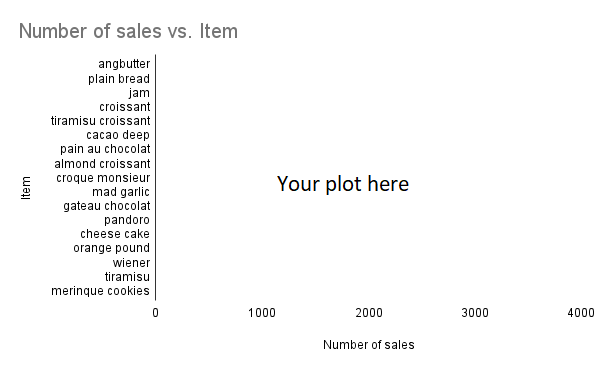 Number of sales vs. Item
angbutter
plain bread
jam
croissant
tiramisu croissant
cacao deep
pain au chocolat
almond croissant
croque monsieur
mad garlic
gateau chocolat
pandoro
cheese cake
orange pound
wiener
tiramisu
merinque cookies
Item
Your plot here
0 1000 2000 3000 4000
Number of sales